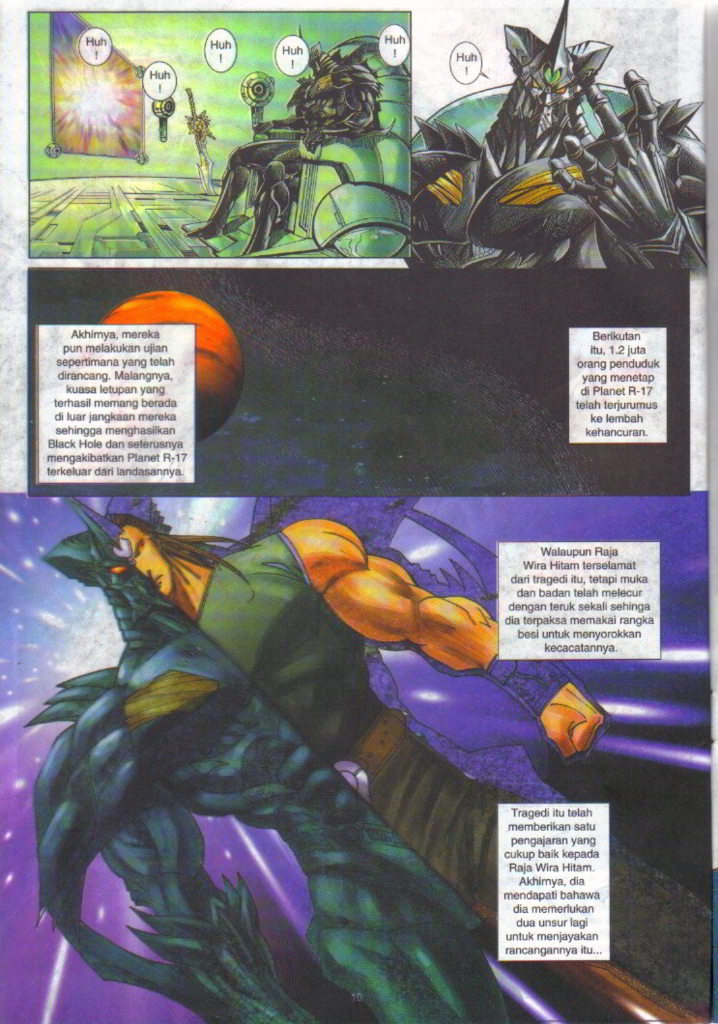 Huh
!
Huh
!
Huh
!
Huh
!
Huh
!
Huh
!
Akhirnya, mereka
pun melakukan ujian
sepertimana yang telah
dirancang. Malangnya,
kuasa letupan yang
terhasil memang berada
di luar jangkaan mereka
sehingga menghasilkan
Black Hole dan seterusnya
mengakibatkan Planet R-17
terkeluar dari landasannya.
Berikutan
itu, 1.2 juta
orang penduduk
yang menetap
di Planet R-17
telah terjurumus
ke lembah
kehancuran.
Walaupun Raja
Wira Hitam terselamat
dari tragedi itu, tetapi muka
dan badan telah melecur
dengan teruk sekali sehinga
dia terpaksa memakai rangka
besi untuk menyorokkan
kecacatannya.
Tragedi itu telah
memberikan satu
pengajaran yang
cukup baik kepada
Raja Wira Hitam.
Akhirnya, dia
mendapati bahawa
dia memerlukan
dua unsur lagi
untuk menjayakan
rancangannya itu...
10